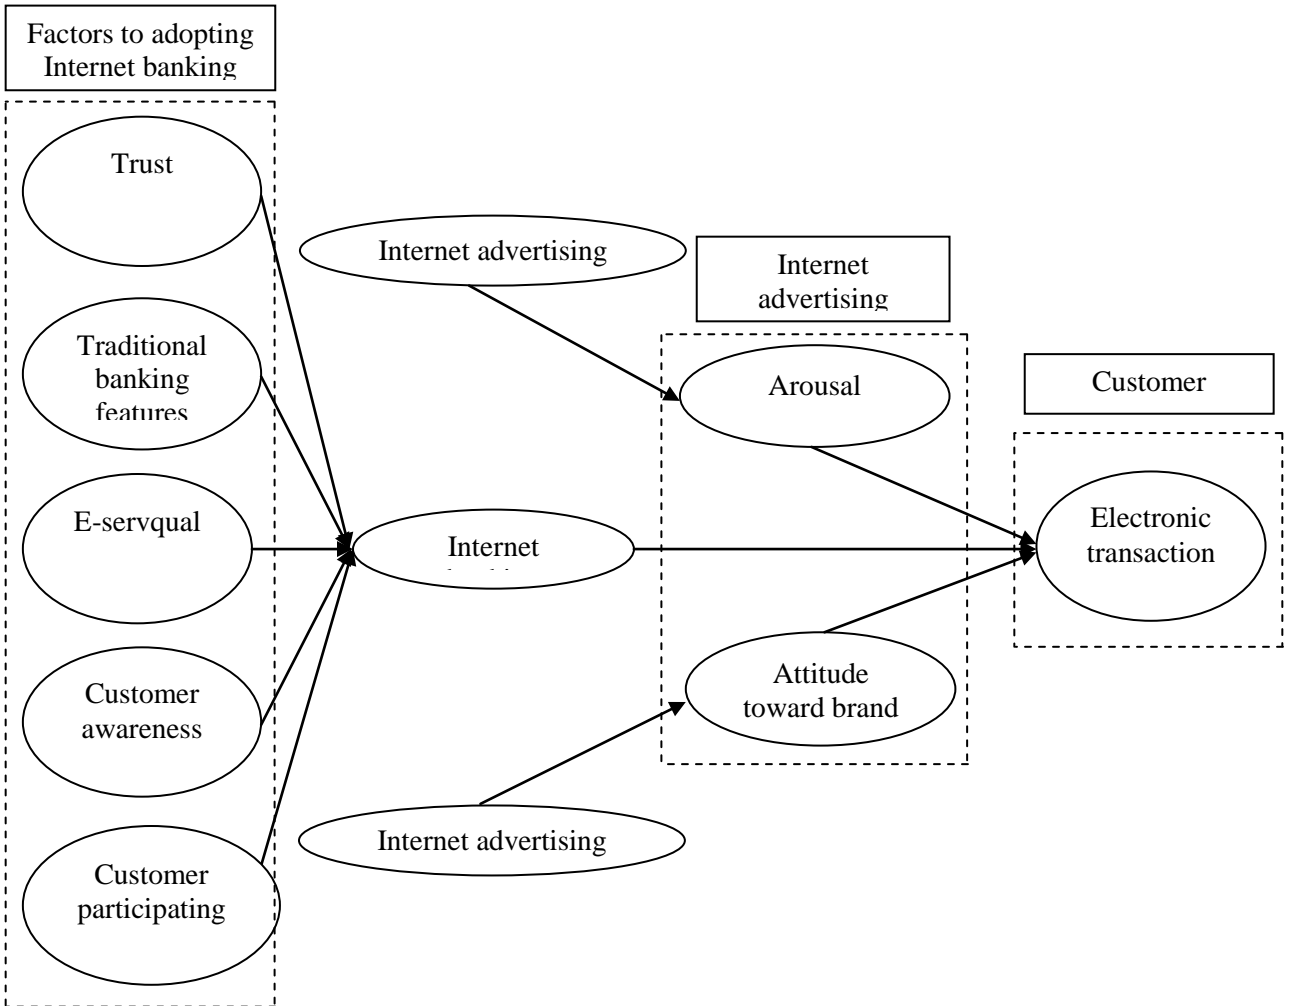 Factors to adopting
Internet banking
Trust
Traditional
banking
features
E-servqual
Customer
awareness
Customer
participating
Internet advertising
Internet
Internet advertising
Internet
advertising
Arousal
Attitude
toward brand
Customer
Electronic
transaction